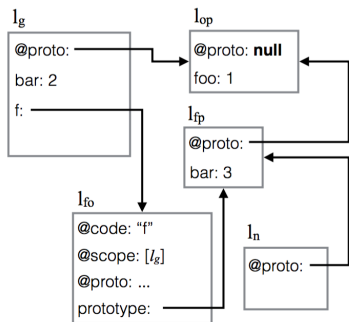 l_g
@proto:
bar: 2
f:
l_op
@proto: null
foo: 1
l_fp
@proto:
bar: 3
l_fo
@code: “f”
@scope: [l_g]
@proto: ...
prototype:
l_n
@proto: